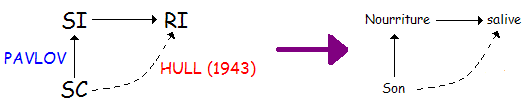 SI RI
PAVLOV
SC HULL (1943)
Nourriture salive
Son